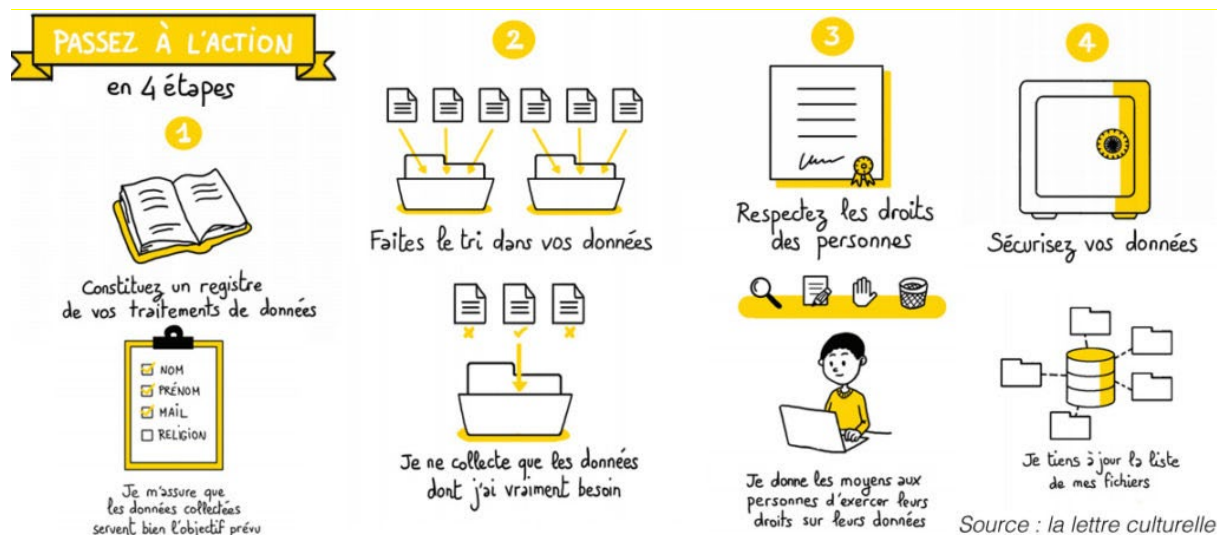 PASSEZ À L'ACTION
en 4 étapes
1
Constituez un registre
de vos traitements de données
NOM
PRÉNOM
MAIL
RELIGION
Je m'assure que
les données collectées
servent bien l'objectif prévu
2
Faites le tri dans vos données
Je ne collecte que les données
dont j'ai vraiment besoin
3
Respectez les droits
des personnes
Je donne les moyens aux
personnes d'exercer leurs
droits sur leurs données
4
Sécurisez vos données
Je tiens à jour la liste
de mes fichiers
Source : la lettre culturelle